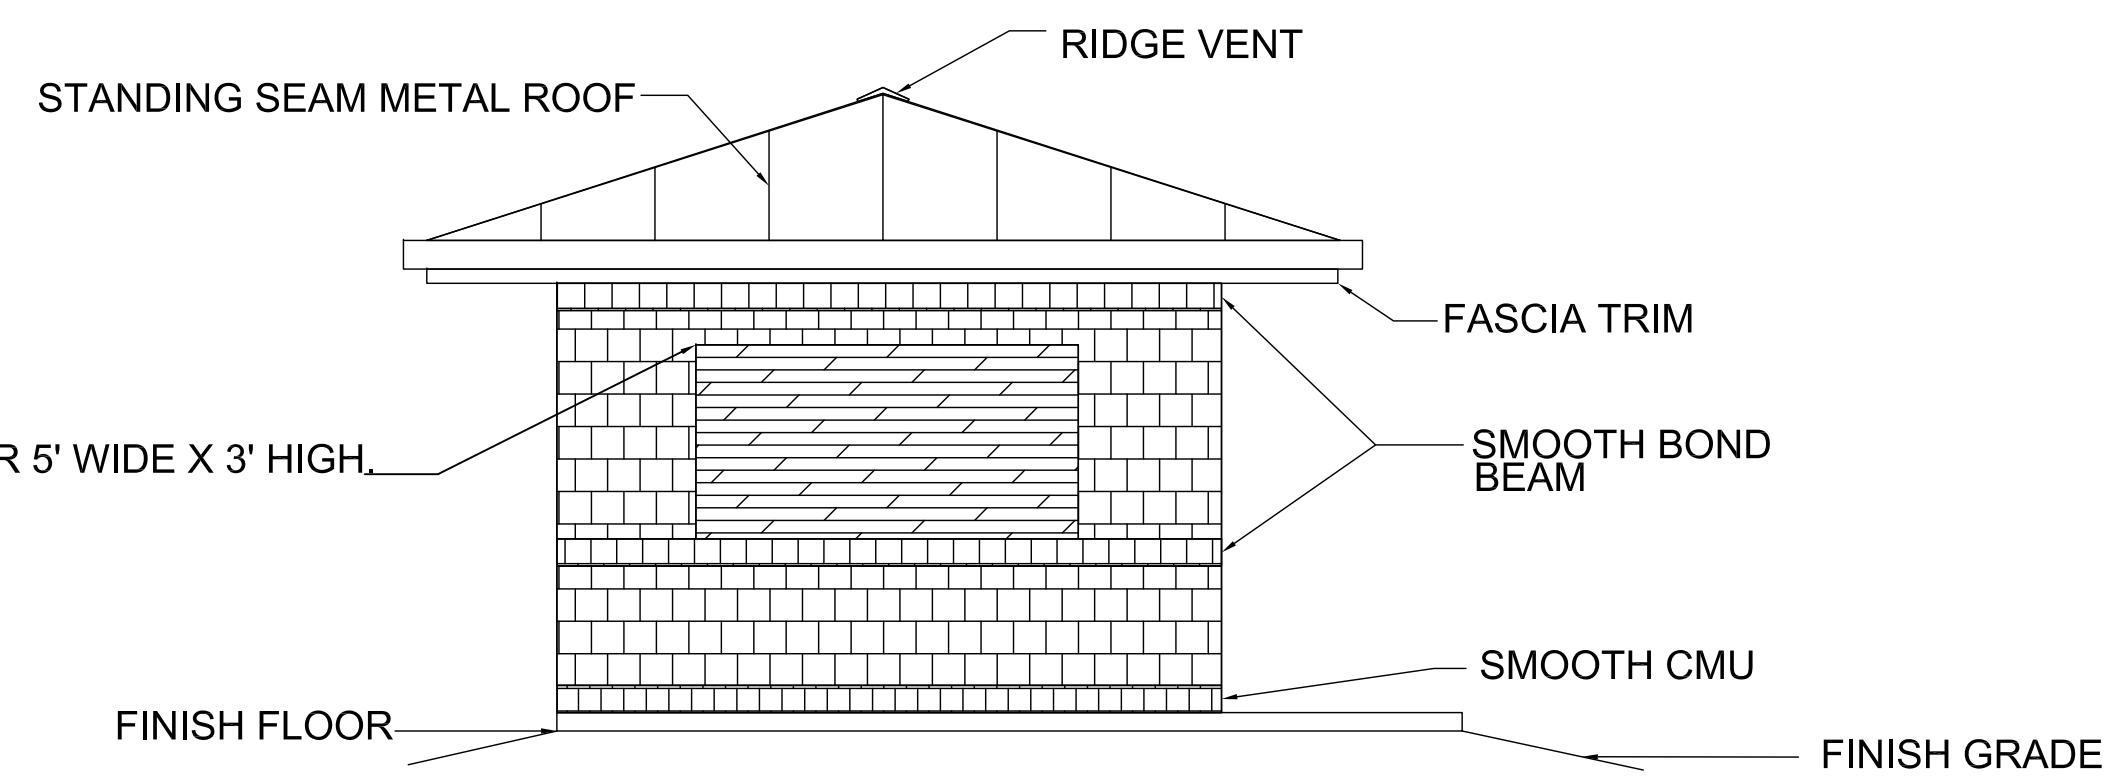 RIDGE VENT
STANDING SEAM METAL ROOF
FASCIA TRIM
R 5' WIDE X 3' HIGH.
SMOOTH BOND
BEAM
SMOOTH CMU
FINISH FLOOR
FINISH GRADE